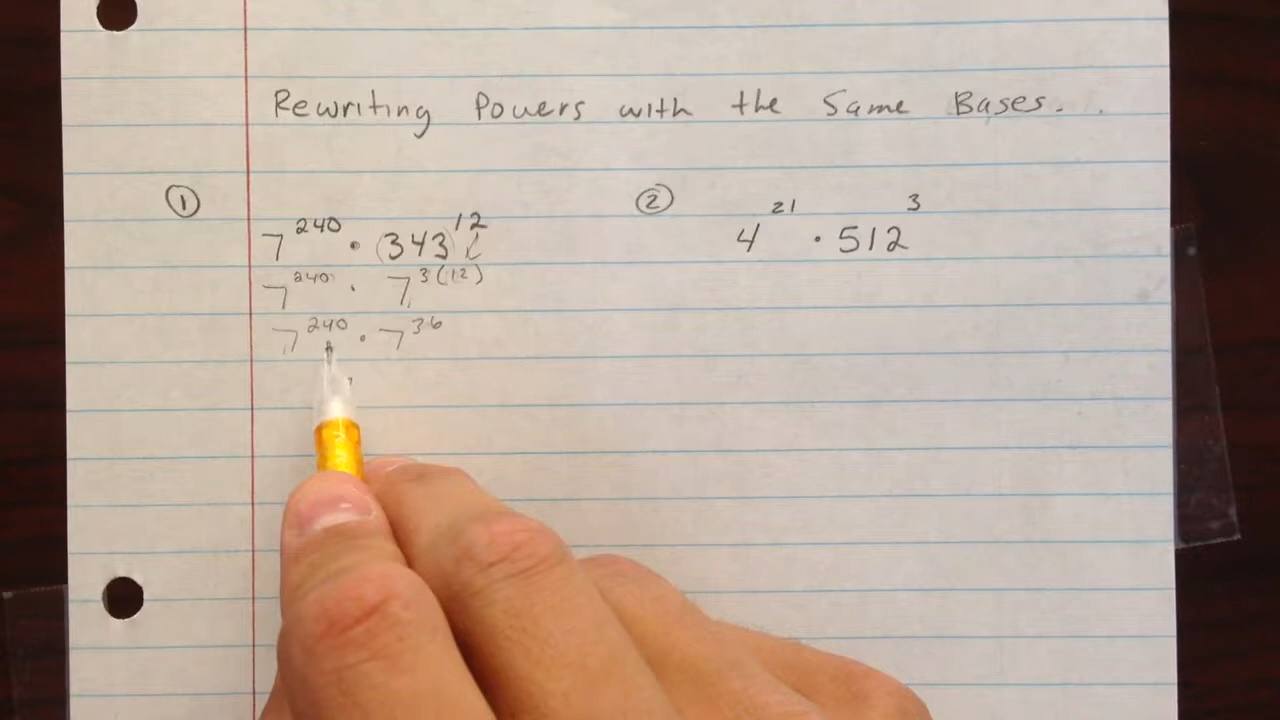 Rewriting Powers with the Same Bases...
① 7^240 · (343)^12
7^240 · 7^3(12)
7^240 · 7^36
② 4^21 · 512^3